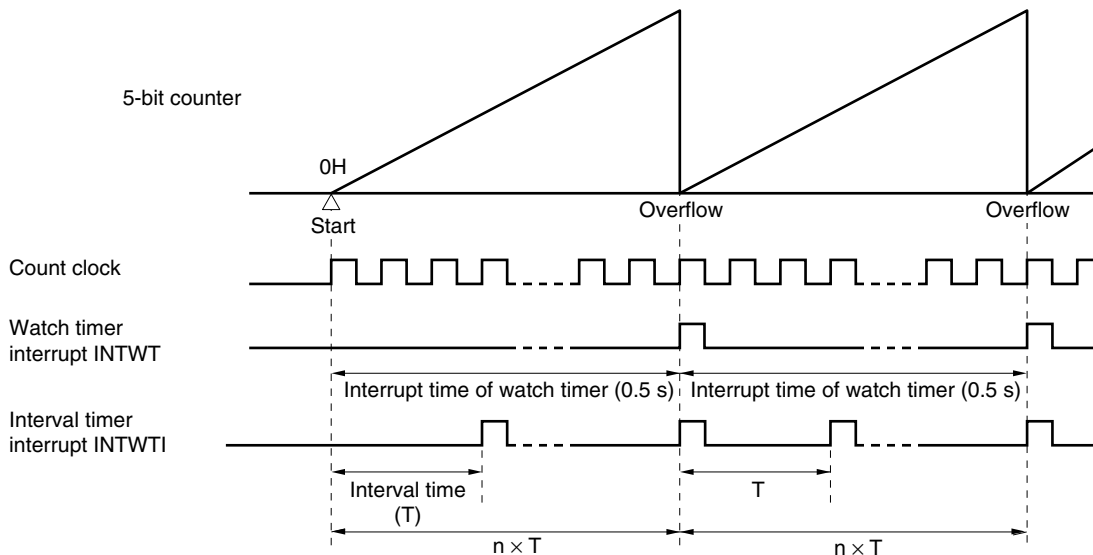 5-bit counter
0H
Start
Overflow
Overflow
Count clock
Watch timer
interrupt INTWT
Interrupt time of watch timer (0.5 s)
Interrupt time of watch timer (0.5 s)
Interval timer
interrupt INTWTI
Interval time
(T)
T
n × T
n × T